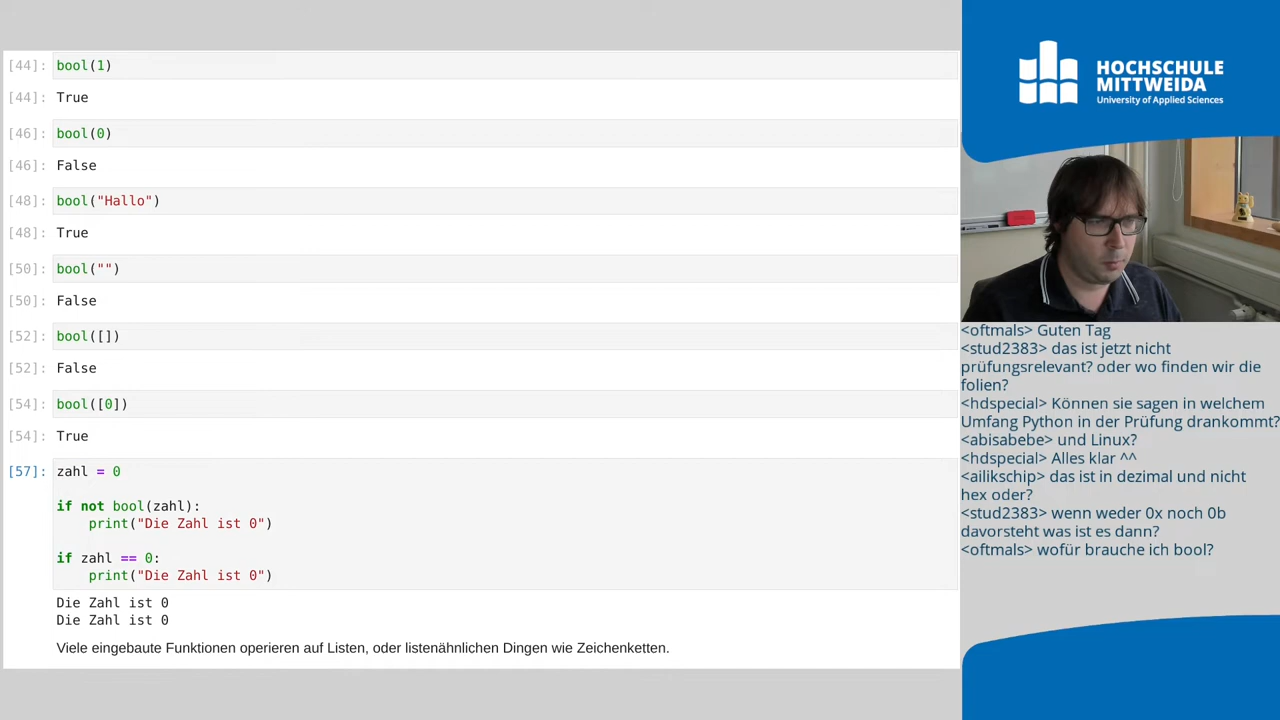 [44]: bool(1)
[44]: True
[46]: bool(0)
[46]: False
[48]: bool("Hallo")
[48]: True
[50]: bool("")
[50]: False
[52]: bool([])
[52]: False
[54]: bool([0])
[54]: True
[57]: zahl = 0
if not bool(zahl):
    print("Die Zahl ist 0")
if zahl == 0:
    print("Die Zahl ist 0")
Die Zahl ist 0
Die Zahl ist 0
Viele eingebaute Funktionen operieren auf Listen, oder listenähnlichen Dingen wie Zeichenketten.
HOCHSCHULE
MITTWEIDA
University of Applied Sciences
<oftmals> Guten Tag
<stud2383> das ist jetzt nicht
prüfungsrelevant? oder wo finden wir die
folien?
<hdspecial> Können sie sagen in welchem
Umfang Python in der Prüfung drankommt?
<abisabebe> und Linux?
<hdspecial> Alles klar ^^
<ailikschip> das ist in dezimal und nicht
hex oder?
<stud2383> wenn weder 0x noch 0b
davorsteht was ist es dann?
<oftmals> wofür brauche ich bool?